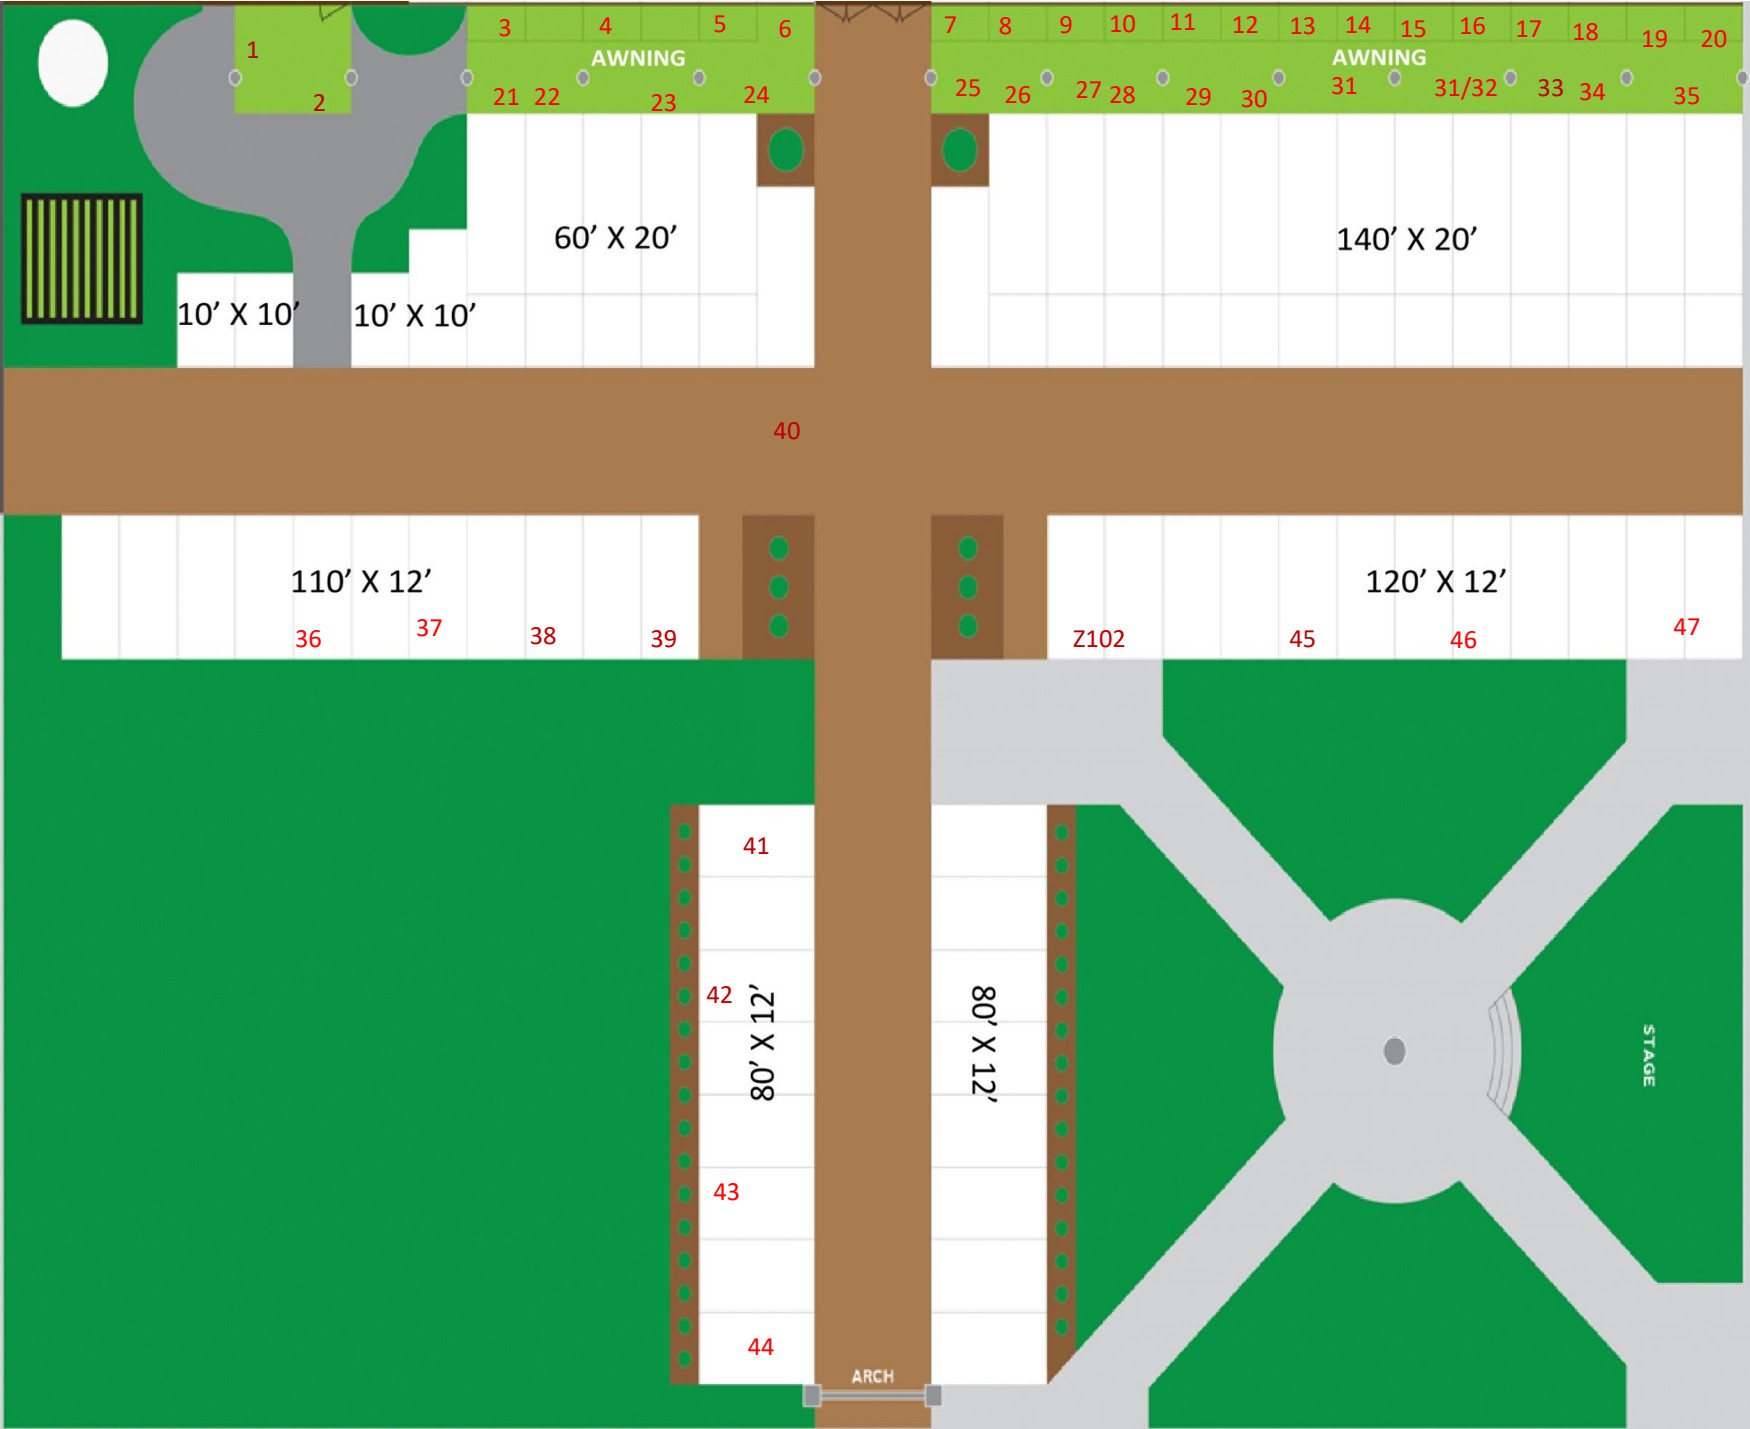 1
2
3 4 5 6
7 8 9 10 11 12 13 14 15 16 17 18 19 20
AWNING
AWNING
21 22 23 24
25 26 27 28 29 30 31 31/32 33 34 35
60’ X 20’
140’ X 20’
10’ X 10’
10’ X 10’
40
110’ X 12’
120’ X 12’
36 37 38 39
Z102 45 46 47
41
42
80’ X 12’
80’ X 12’
STAGE
43
44
ARCH